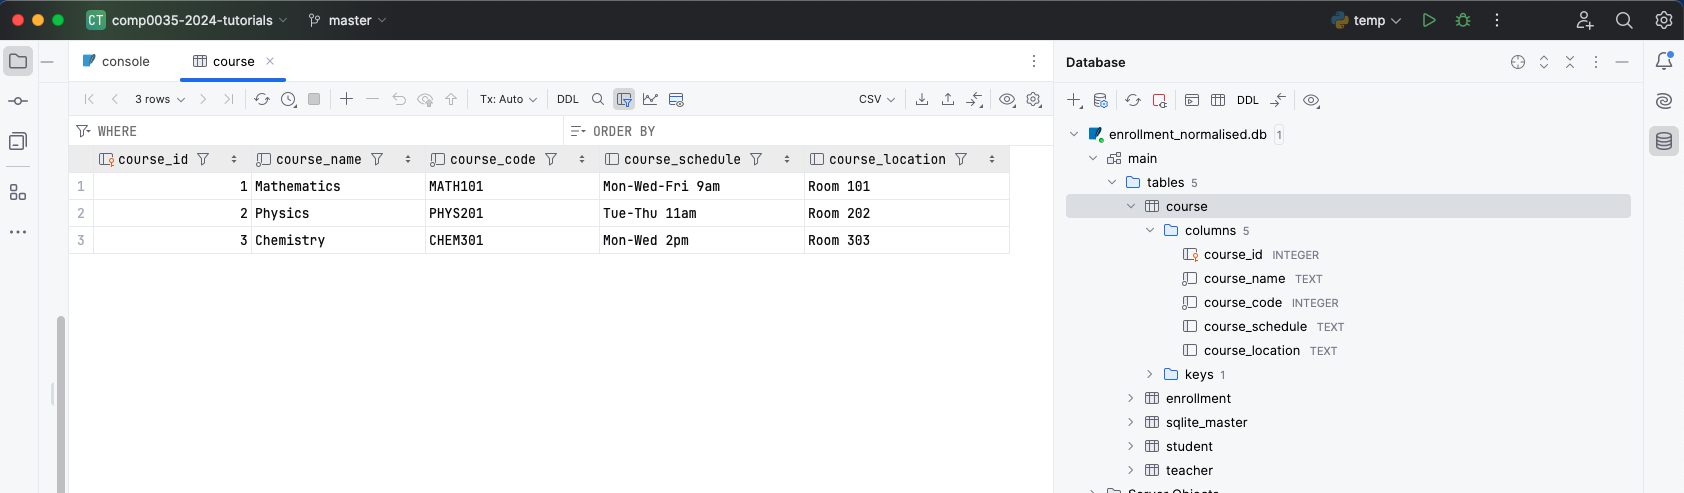 CT comp0035-2024-tutorials master temp
console course
Database
3 rows Tx: Auto DDL CSV
DDL
WHERE ORDER BY
course_id course_name course_code course_schedule course_location
1 1 Mathematics MATH101 Mon-Wed-Fri 9am Room 101
2 2 Physics PHYS201 Tue-Thu 11am Room 202
3 3 Chemistry CHEM301 Mon-Wed 2pm Room 303
enrollment_normalised.db 1
main
tables 5
course
columns 5
course_id INTEGER
course_name TEXT
course_code INTEGER
course_schedule TEXT
course_location TEXT
keys 1
enrollment
sqlite_master
student
teacher
Server Objects